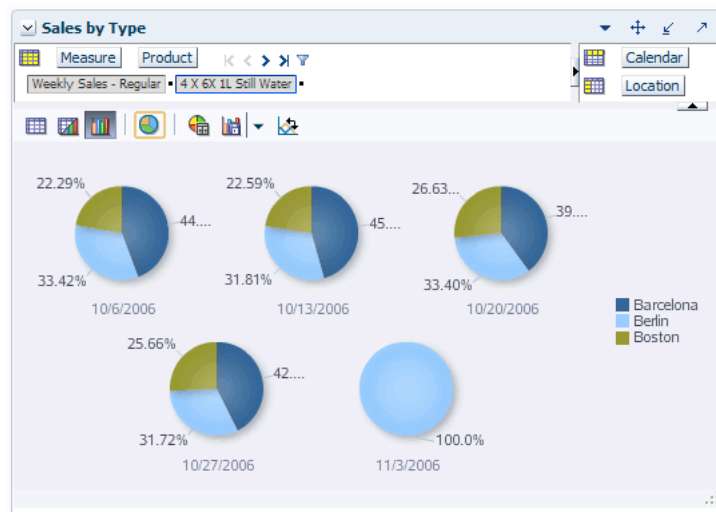 Sales by Type
Measure Product
Calendar
Weekly Sales - Regular 4 X 6X 1L Still Water
Location
22.29%
44....
33.42%
10/6/2006
22.59%
45....
31.81%
10/13/2006
26.63...
39....
33.40%
10/20/2006
Barcelona
Berlin
Boston
25.66%
42....
31.72%
10/27/2006
100.0%
11/3/2006